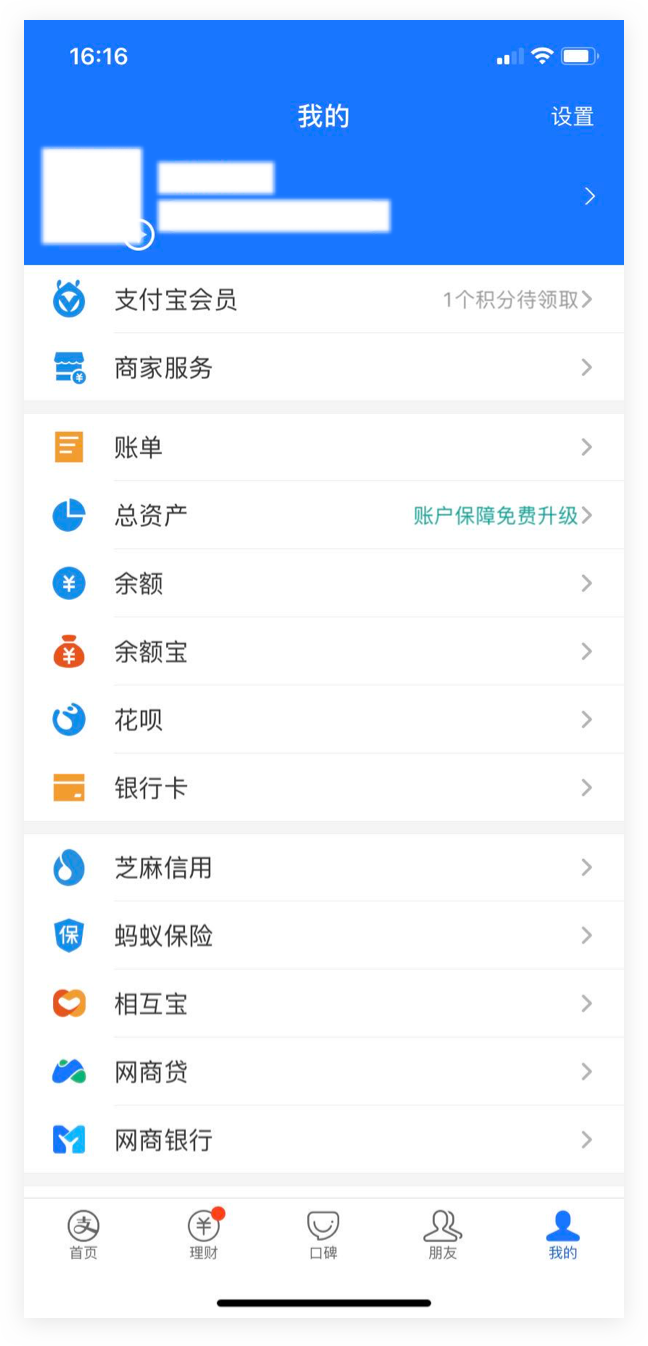 16:16
我的
设置
支付宝会员
1个积分待领取
商家服务
账单
总资产
账户保障免费升级
余额
余额宝
花呗
银行卡
芝麻信用
保
蚂蚁保险
相互宝
网商贷
网商银行
支
首页
理财
口碑
朋友
我的